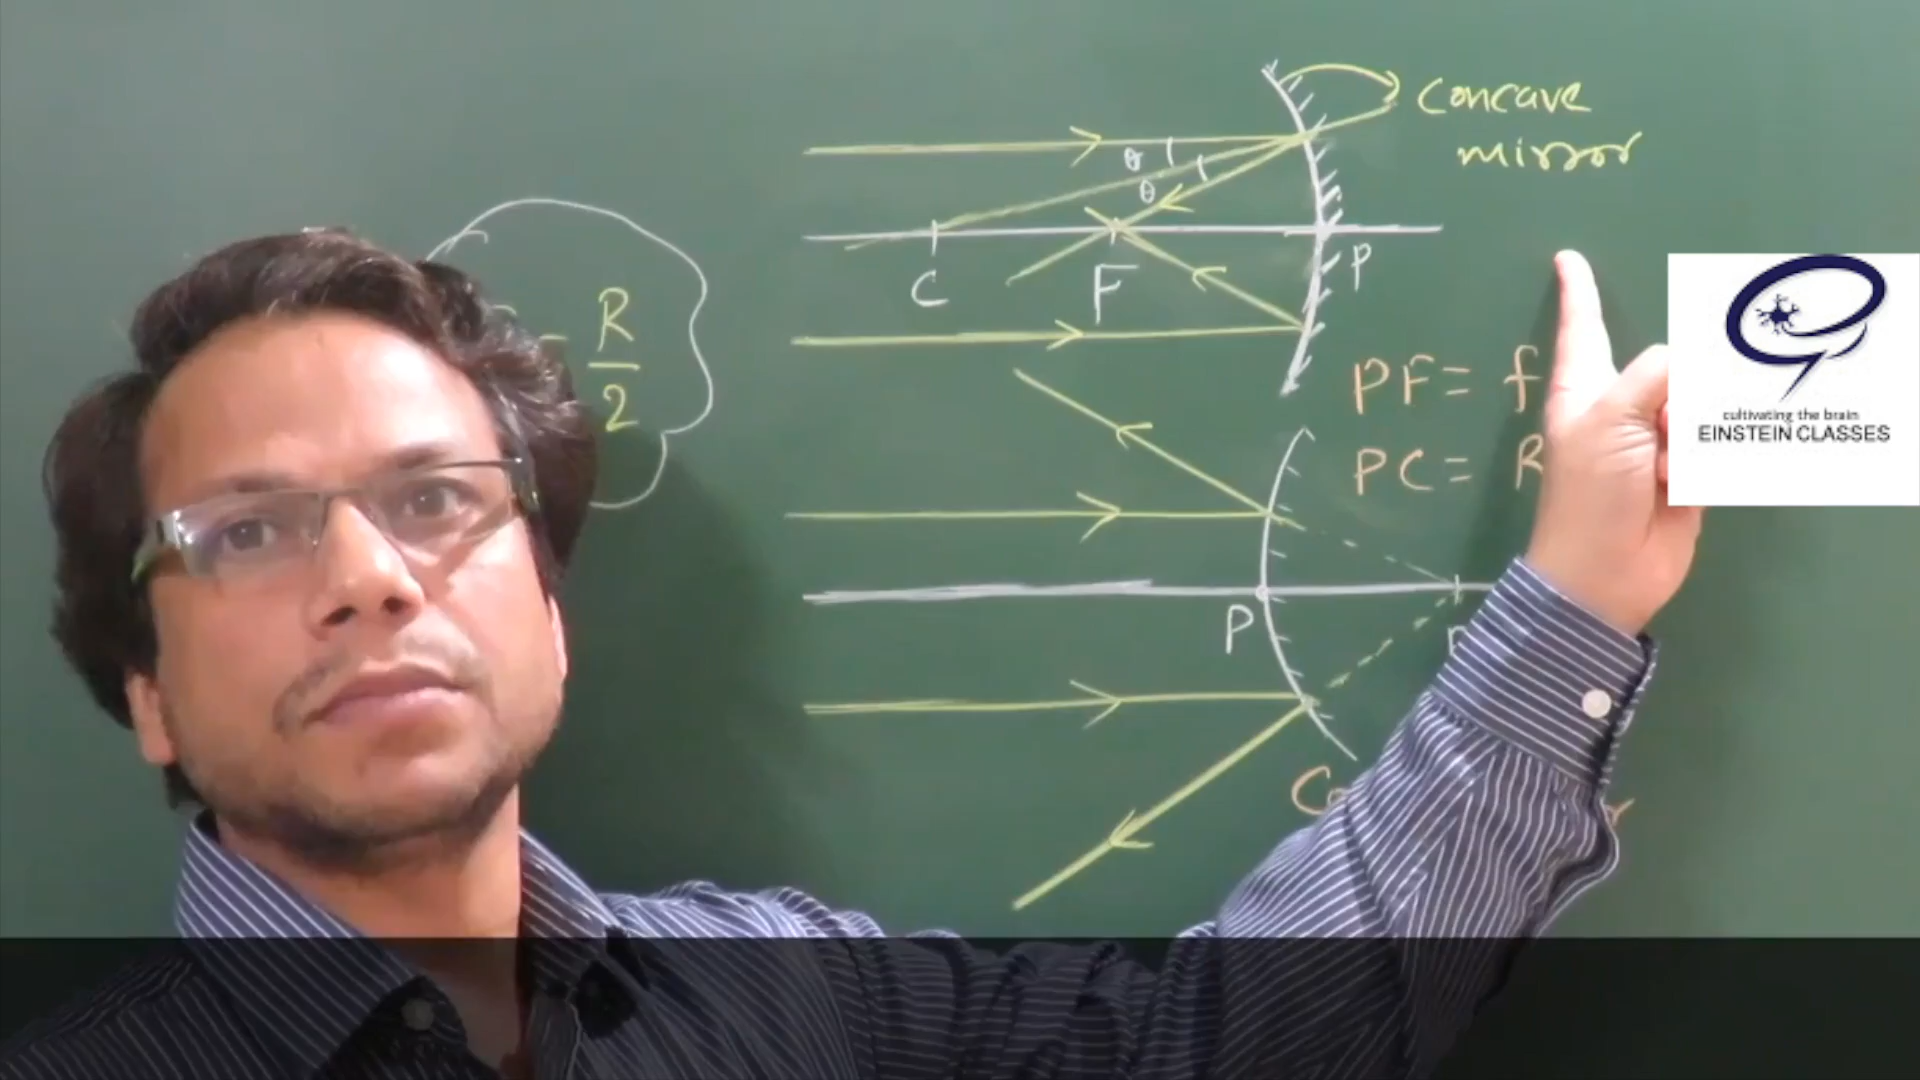 Concave
mirror
θ
θ
C
F
P
= R/2
PF = f
PC = R
P
cultivating the brain
EINSTEIN CLASSES